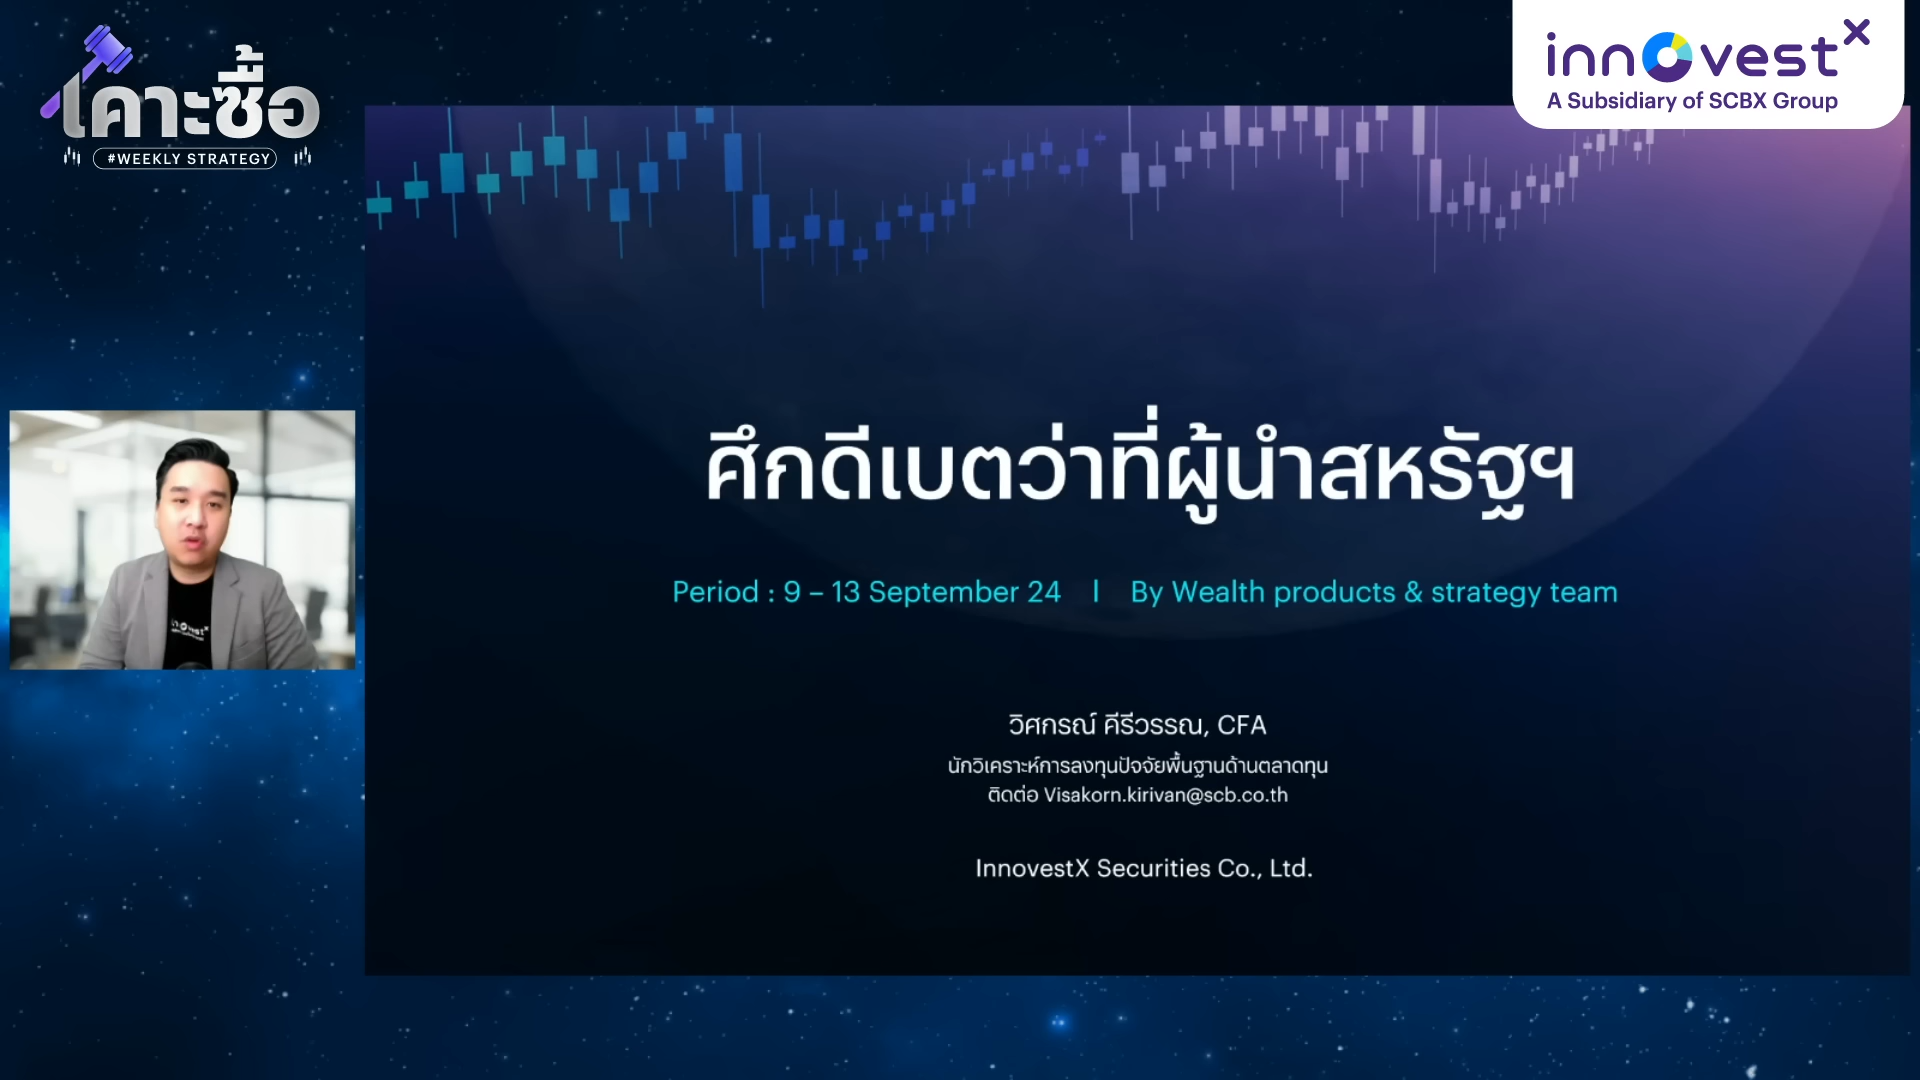 เคาะซื้อ
#WEEKLY STRATEGY
innovestX
A Subsidiary of SCBX Group
ศึกดีเบตว่าที่ผู้นำสหรัฐฯ
Period : 9 – 13 September 24 | By Wealth products & strategy team
วิศกรณ์ คีรีวรรณ, CFA
นักวิเคราะห์การลงทุนปัจจัยพื้นฐานด้านตลาดทุน
ติดต่อ Visakorn.kirivan@scb.co.th
InnovestX Securities Co., Ltd.
innovestX